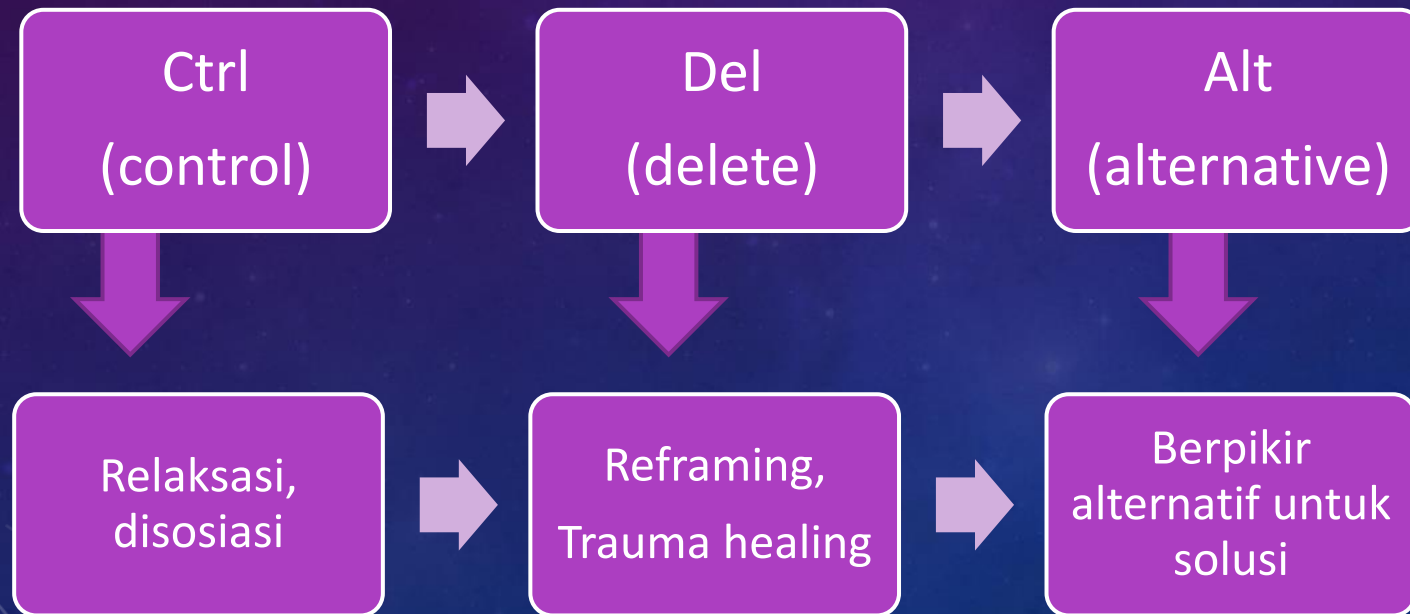 Ctrl
(control)
Del
(delete)
Alt
(alternative)
Relaksasi,
disosiasi
Reframing,
Trauma healing
Berpikir
alternatif untuk
solusi